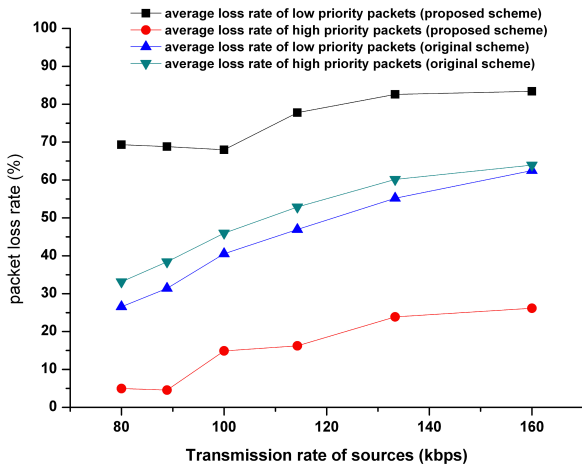 average loss rate of low priority packets (proposed scheme)
average loss rate of high priority packets (proposed scheme)
average loss rate of low priority packets (original scheme)
average loss rate of high priority packets (original scheme)
100
90
80
70
60
50
40
30
20
10
0
packet loss rate (%)
80 100 120 140 160
Transmission rate of sources (kbps)